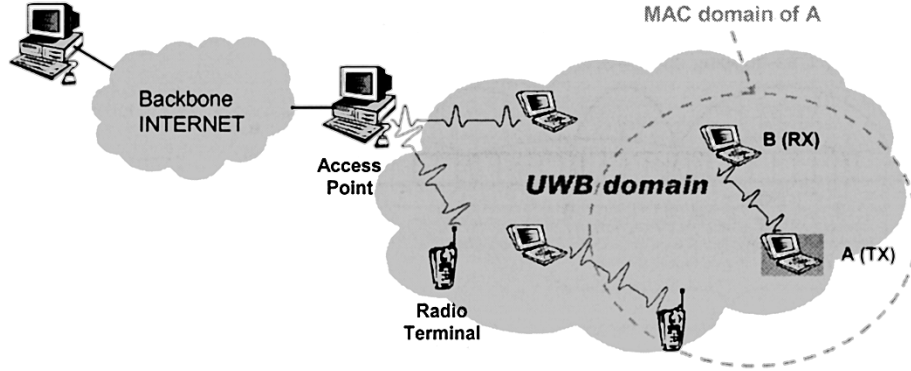 MAC domain of A
Backbone
INTERNET
Access
Point
B (RX)
UWB domain
A (TX)
Radio
Terminal